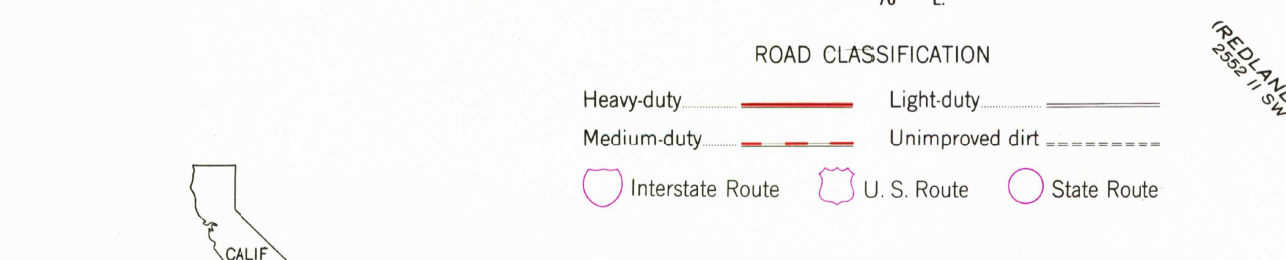 ROAD CLASSIFICATION
Heavy-duty Light-duty
Medium-duty Unimproved dirt
Interstate Route U. S. Route State Route
CALIF
2552 II SW